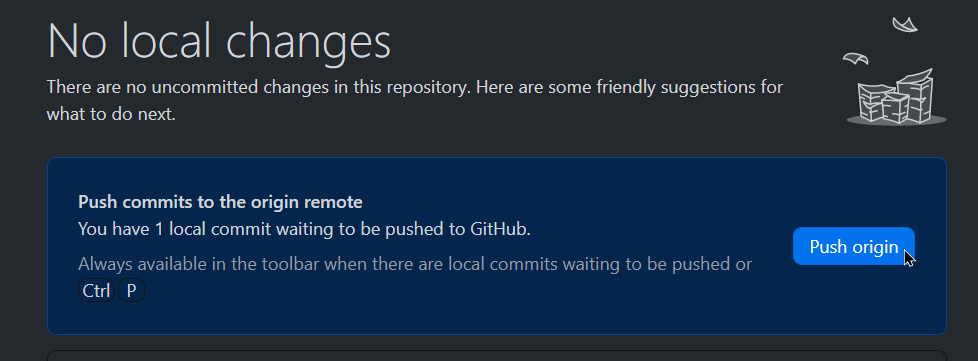 No local changes
There are no uncommitted changes in this repository. Here are some friendly suggestions for
what to do next.
Push commits to the origin remote
You have 1 local commit waiting to be pushed to GitHub.
Push origin
Always available in the toolbar when there are local commits waiting to be pushed or
Ctrl P